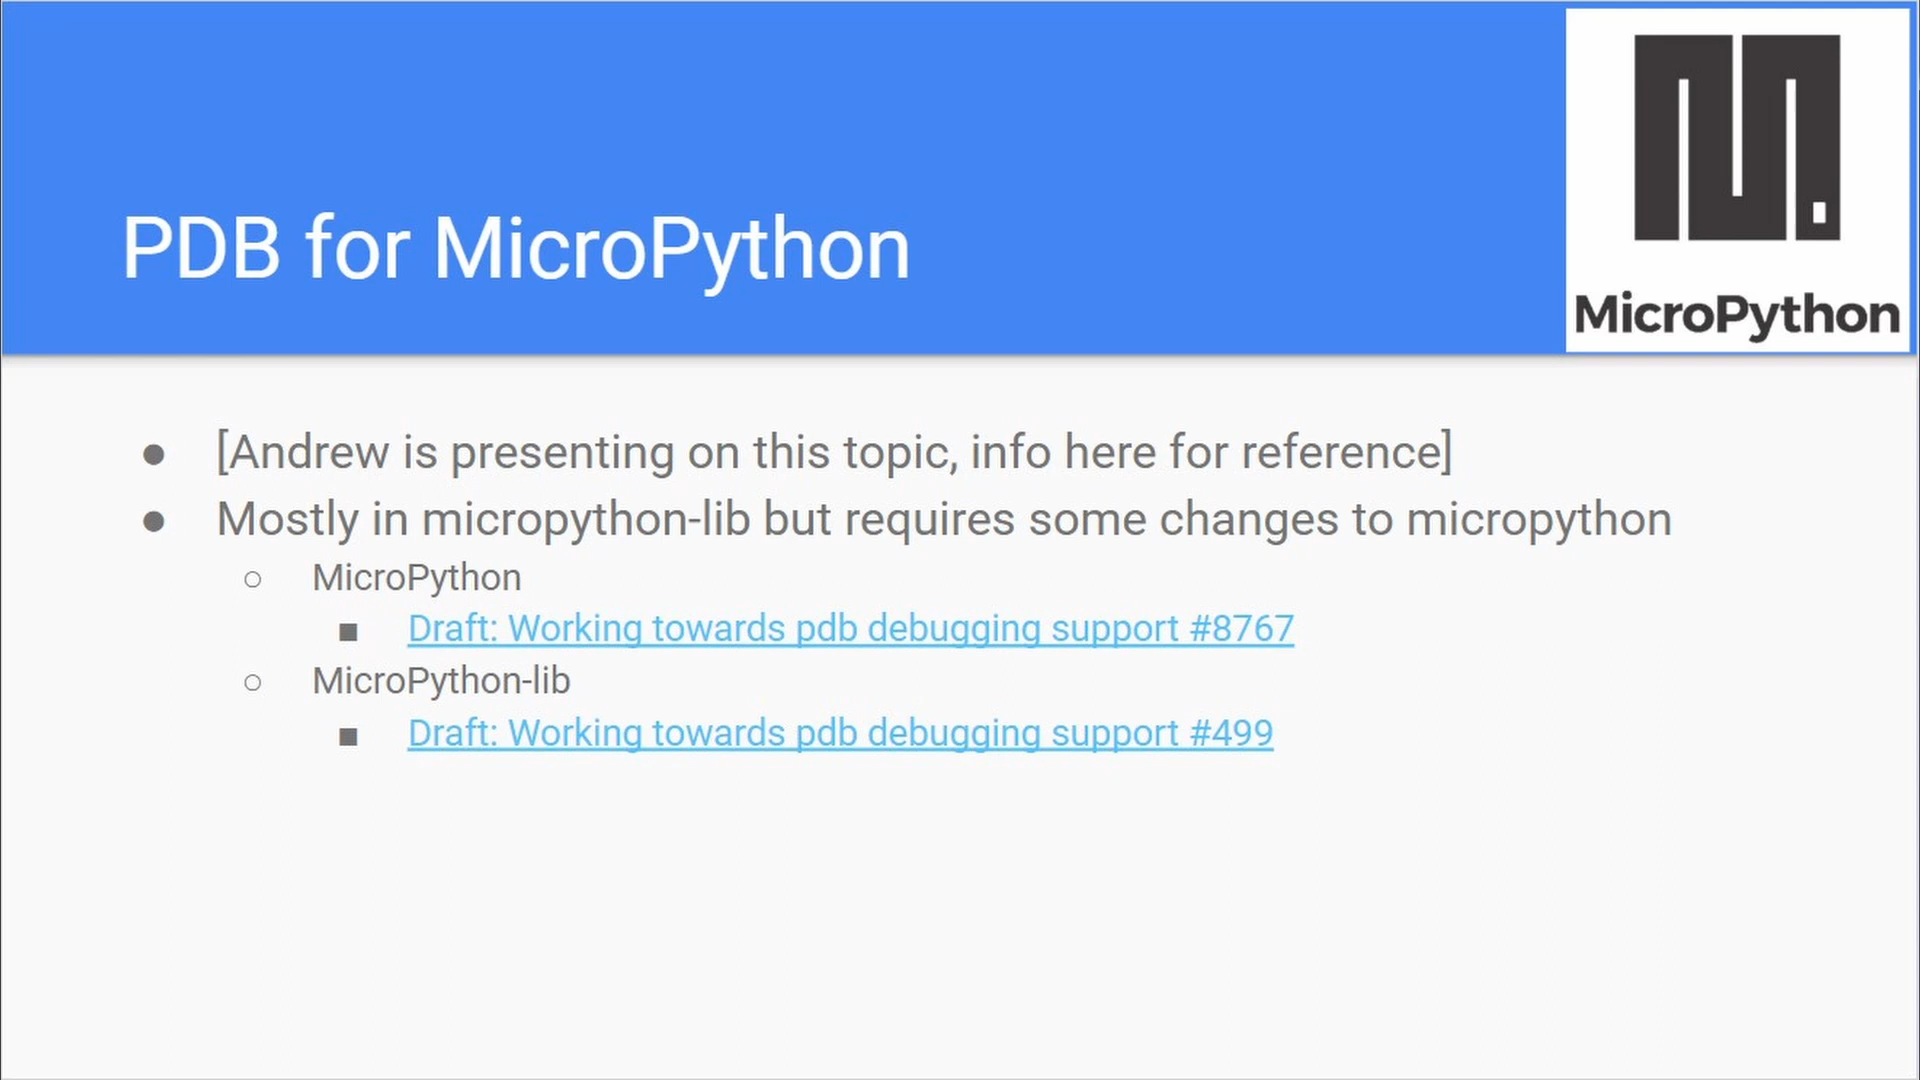 PDB for MicroPython
MicroPython
[Andrew is presenting on this topic, info here for reference]
Mostly in micropython-lib but requires some changes to micropython
MicroPython
Draft: Working towards pdb debugging support #8767
MicroPython-lib
Draft: Working towards pdb debugging support #499